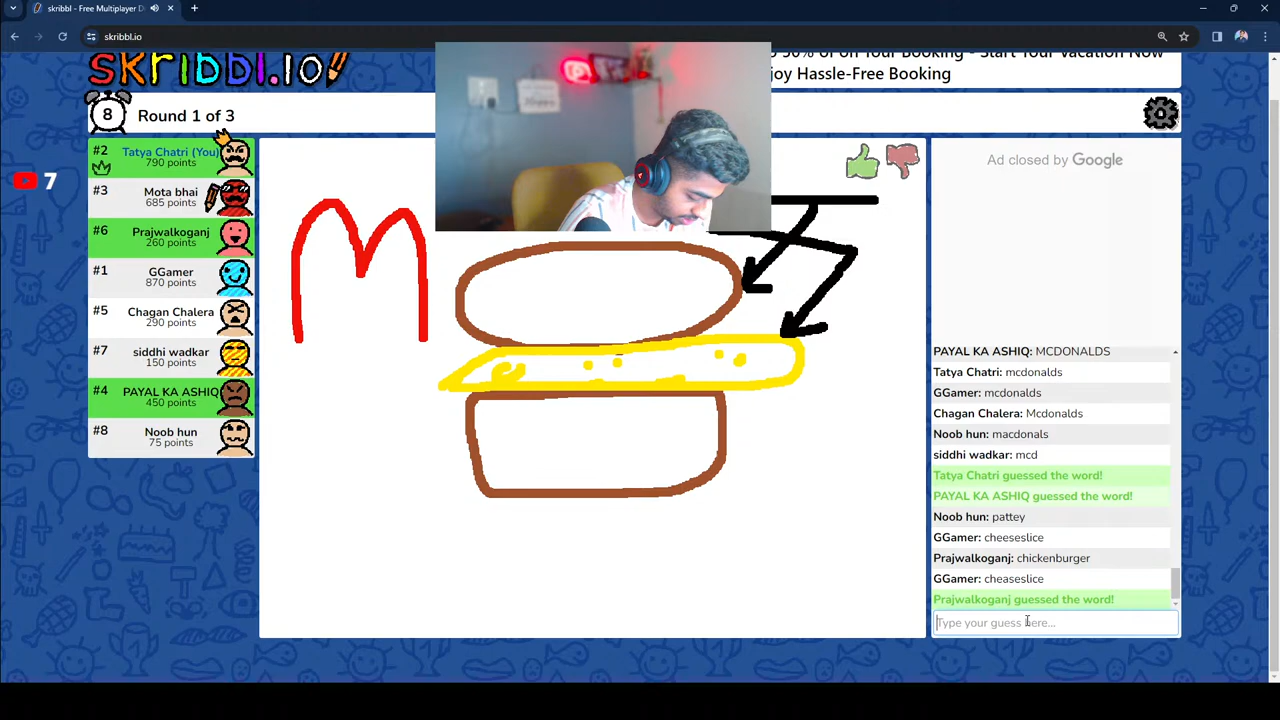 skribbl - Free Multiplayer D
skribbl.io
skribbl.io
oy Hassle-Free Booking
8
Round 1 of 3
7
#2
Tatya Chatri (You)
790 points
#3
Mota bhai
685 points
#6
Prajwalkoganj
260 points
#1
GGamer
870 points
#5
Chagan Chalera
290 points
#7
siddhi wadkar
150 points
#4
PAYAL KA ASHIQ
450 points
#8
Noob hun
75 points
M
Ad closed by Google
PAYAL KA ASHIQ: MCDONALDS
Tatya Chatri: mcdonalds
GGamer: mcdonalds
Chagan Chalera: Mcdonalds
Noob hun: macdonals
siddhi wadkar: mcd
Tatya Chatri guessed the word!
PAYAL KA ASHIQ guessed the word!
Noob hun: pattey
GGamer: cheeseslice
Prajwalkoganj: chickenburger
GGamer: cheaseslice
Prajwalkoganj guessed the word!
Type your guess here...